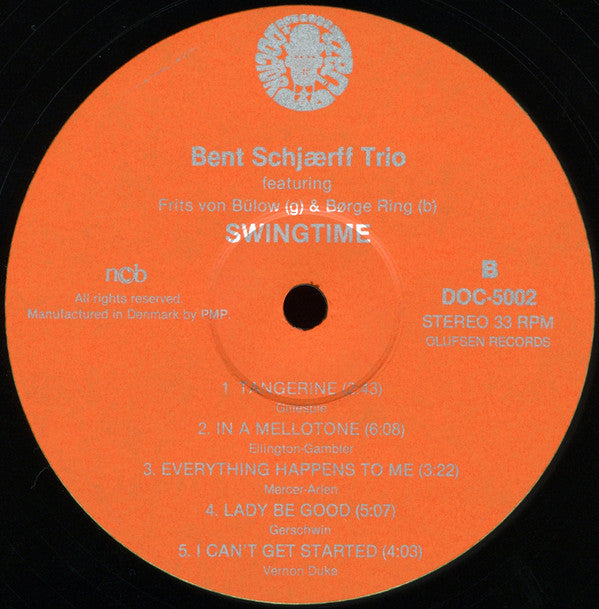 Bent Schjærff Trio
featuring
Frits von Bülow (g) & Børge Ring (b)
SWINGTIME
ncb
All rights reserved.
Manufactured in Denmark by PMP.
B
DOC-5002
STEREO 33 RPM
OLUFSEN RECORDS
1. TANGERINE
Gillespie
2. IN A MELLOTONE (6:08)
Ellington-Gambler
3. EVERYTHING HAPPENS TO ME (3:22)
Mercer-Arlen
4. LADY BE GOOD (5:07)
Gerschwin
5. I CAN'T GET STARTED (4:03)
Vernon Duke